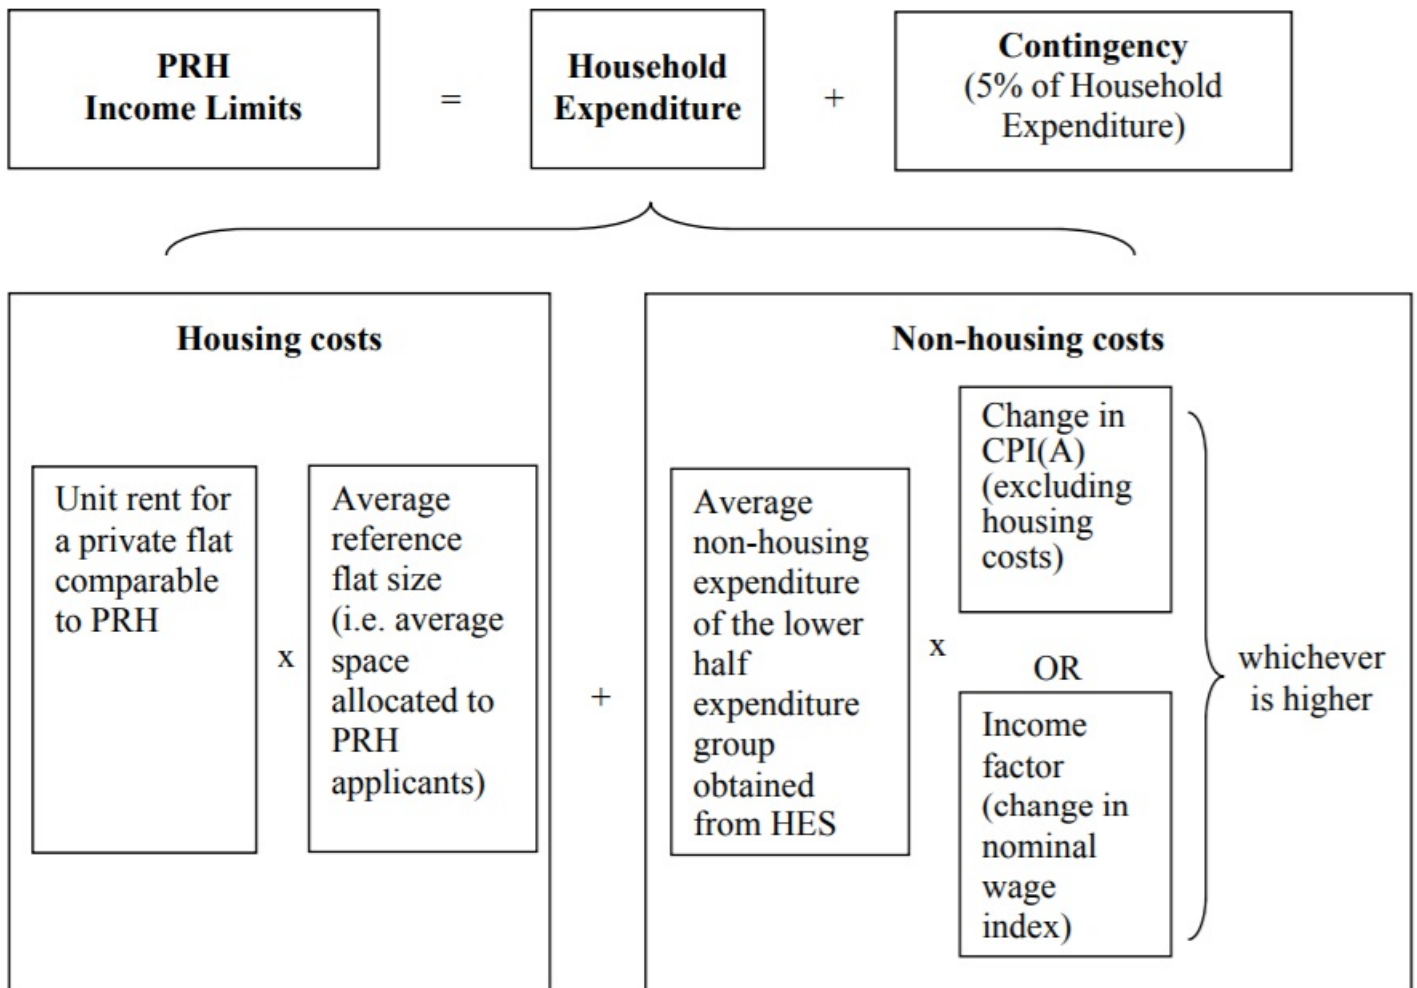 PRH
Income Limits
=
Household
Expenditure
+
Contingency
(5% of Household
Expenditure)
Housing costs
Unit rent for
a private flat
comparable
to PRH
x
Average
reference
flat size
(i.e. average
space
allocated to
PRH
applicants)
+
Non-housing costs
Average
non-housing
expenditure
of the lower
half
expenditure
group
obtained
from HES
x
Change in
CPI(A)
(excluding
housing
costs)
OR
Income
factor
(change in
nominal
wage
index)
whichever
is higher